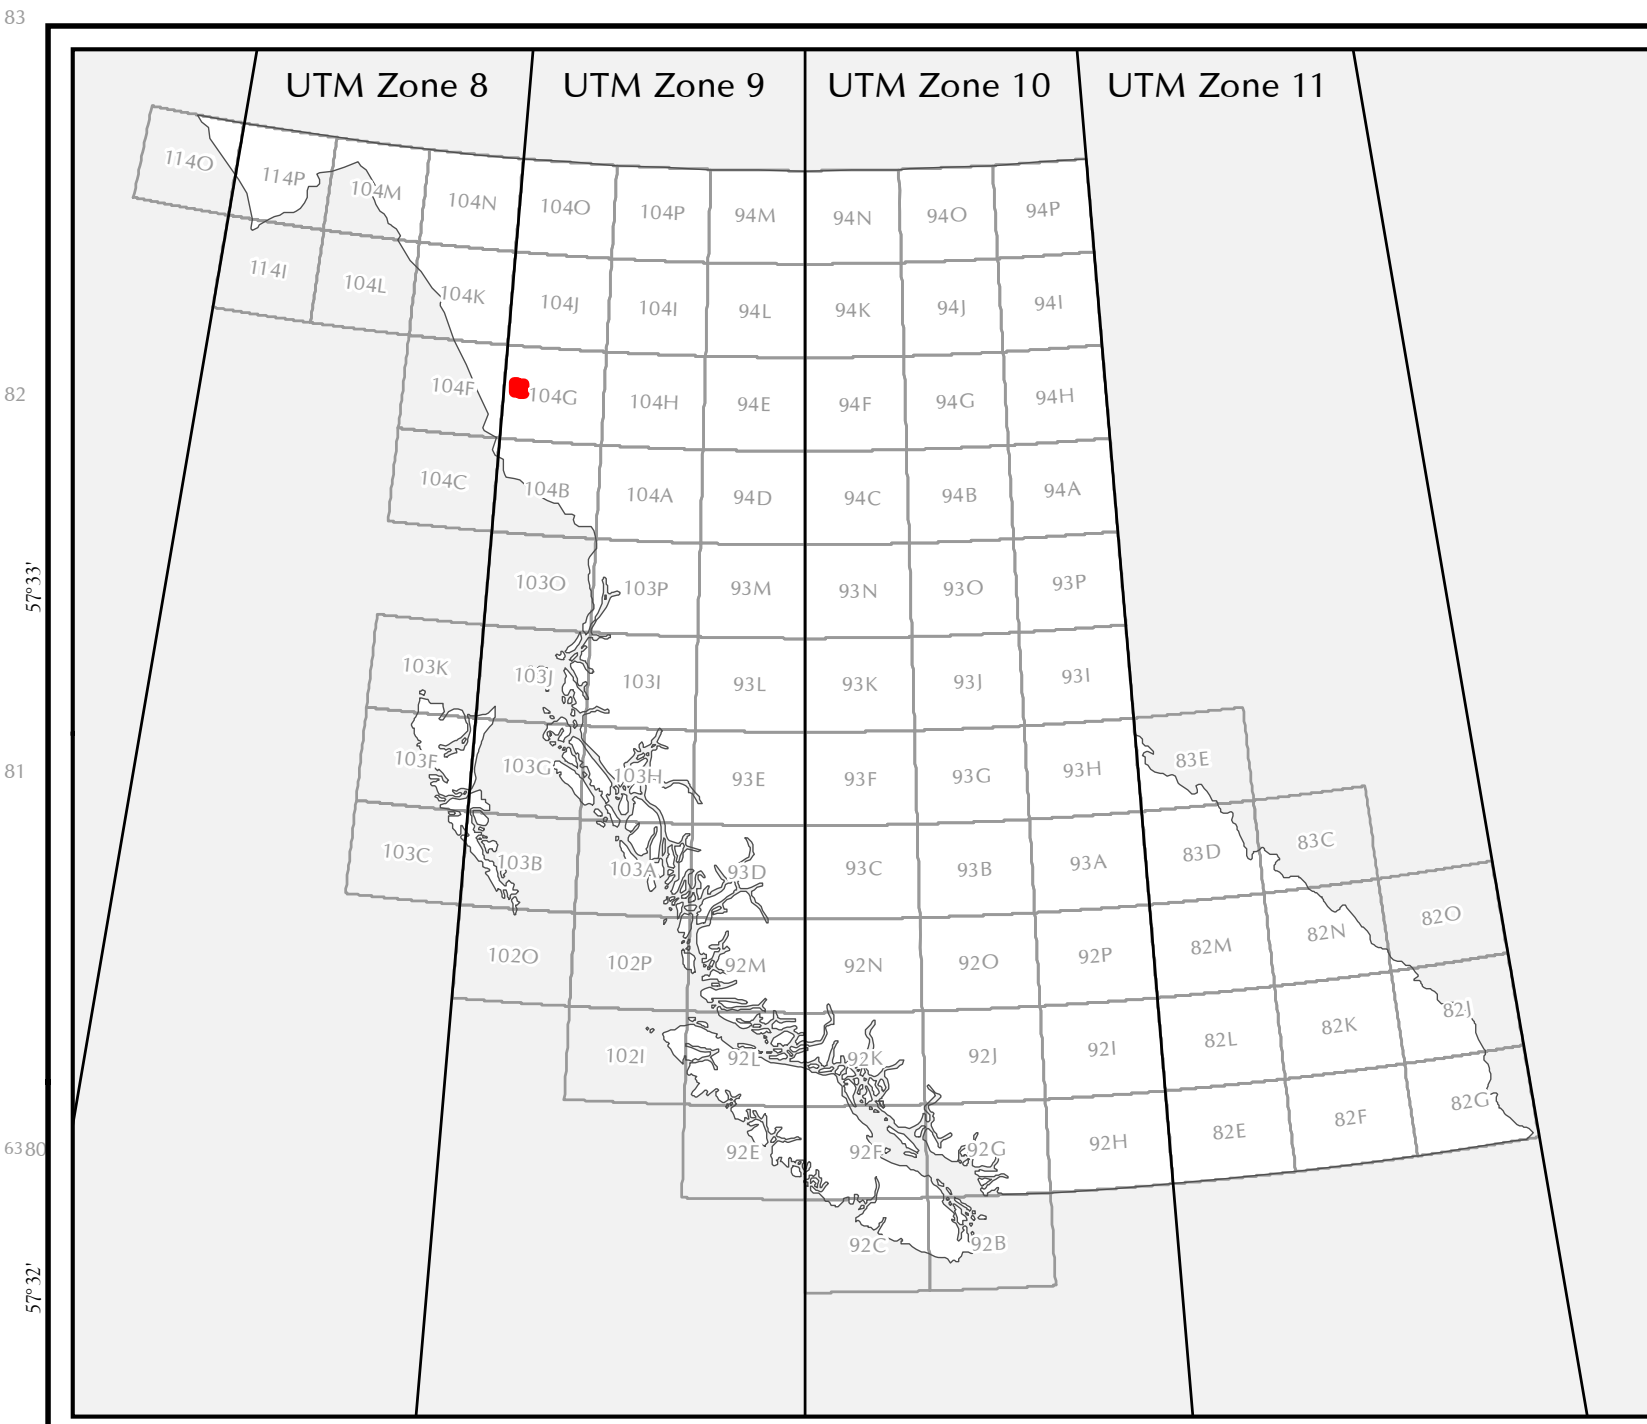 83
UTM Zone 8 UTM Zone 9 UTM Zone 10 UTM Zone 11
114O 114P 104M 104N 104O 104P 94M 94N 94O 94P
114I 104L 104K 104J 104I 94L 94K 94J 94I
82
104F 104G 104H 94E 94F 94G 94H
104C 104B 104A 94D 94C 94B 94A
57°33'
103O 103P 93M 93N 93O 93P
103K 103J 103I 93L 93K 93J 93I
81
103F 103G 103H 93E 93F 93G 93H 83E
103C 103B 103A 93D 93C 93B 93A 83D 83C
102O 102P 92M 92N 92O 92P 82M 82N 82O
102I 92L 92K 92J 92I 82L 82K 82J
6380
92E 92F 92G 92H 82E 82F 82G
92C 92B
57°32'